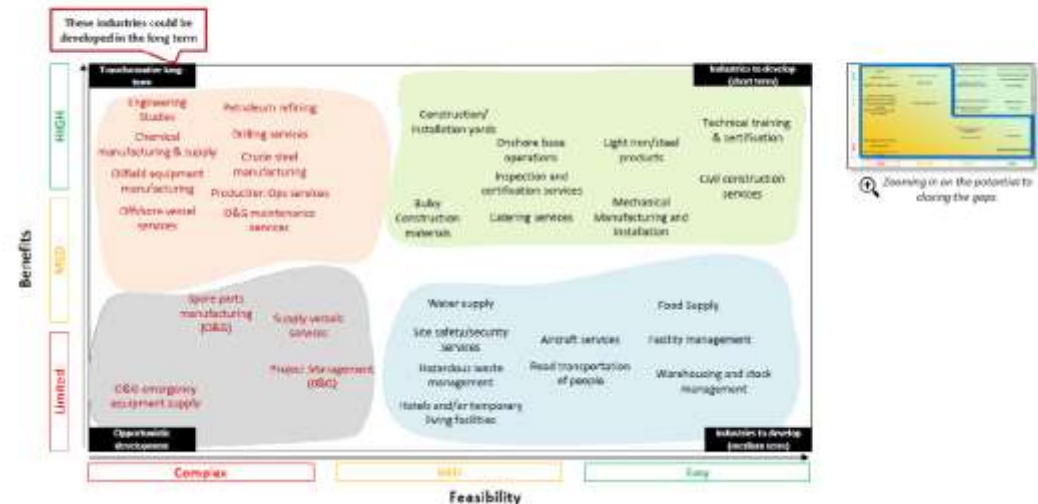 These industries could be
developed in the long term
Transformative long-
term
Industries to develop
(short term)
Engineering
Studies
Petroleum refining
Chemical
manufacturing & supply
Drilling services
Crude steel
manufacturing
Oilfield equipment
manufacturing
Production Ops services
Offshore vessel
services
O&G maintenance
services
Construction/
Installation yards
Onshore base
operations
Light iron/steel
products
Technical training
& certification
Inspection and
certification services
Civil construction
services
Bulky
Construction
materials
Catering services
Mechanical
Manufacturing and
Installation
Zooming in on the potential to
closing the gaps
Spare parts
manufacturing
(O&G)
Supply vessels
services
Project Management
(O&G)
O&G emergency
equipment supply
Water supply
Food Supply
Site safety/security
services
Aircraft services
Facility management
Hazardous waste
management
Road transportation
of people
Warehousing and stock
management
Hotels and/or temporary
living facilities
Opportunistic
development
Industries to develop
(medium term)
Benefits
HIGH
MED
Limited
Complex
MED
Easy
Feasibility